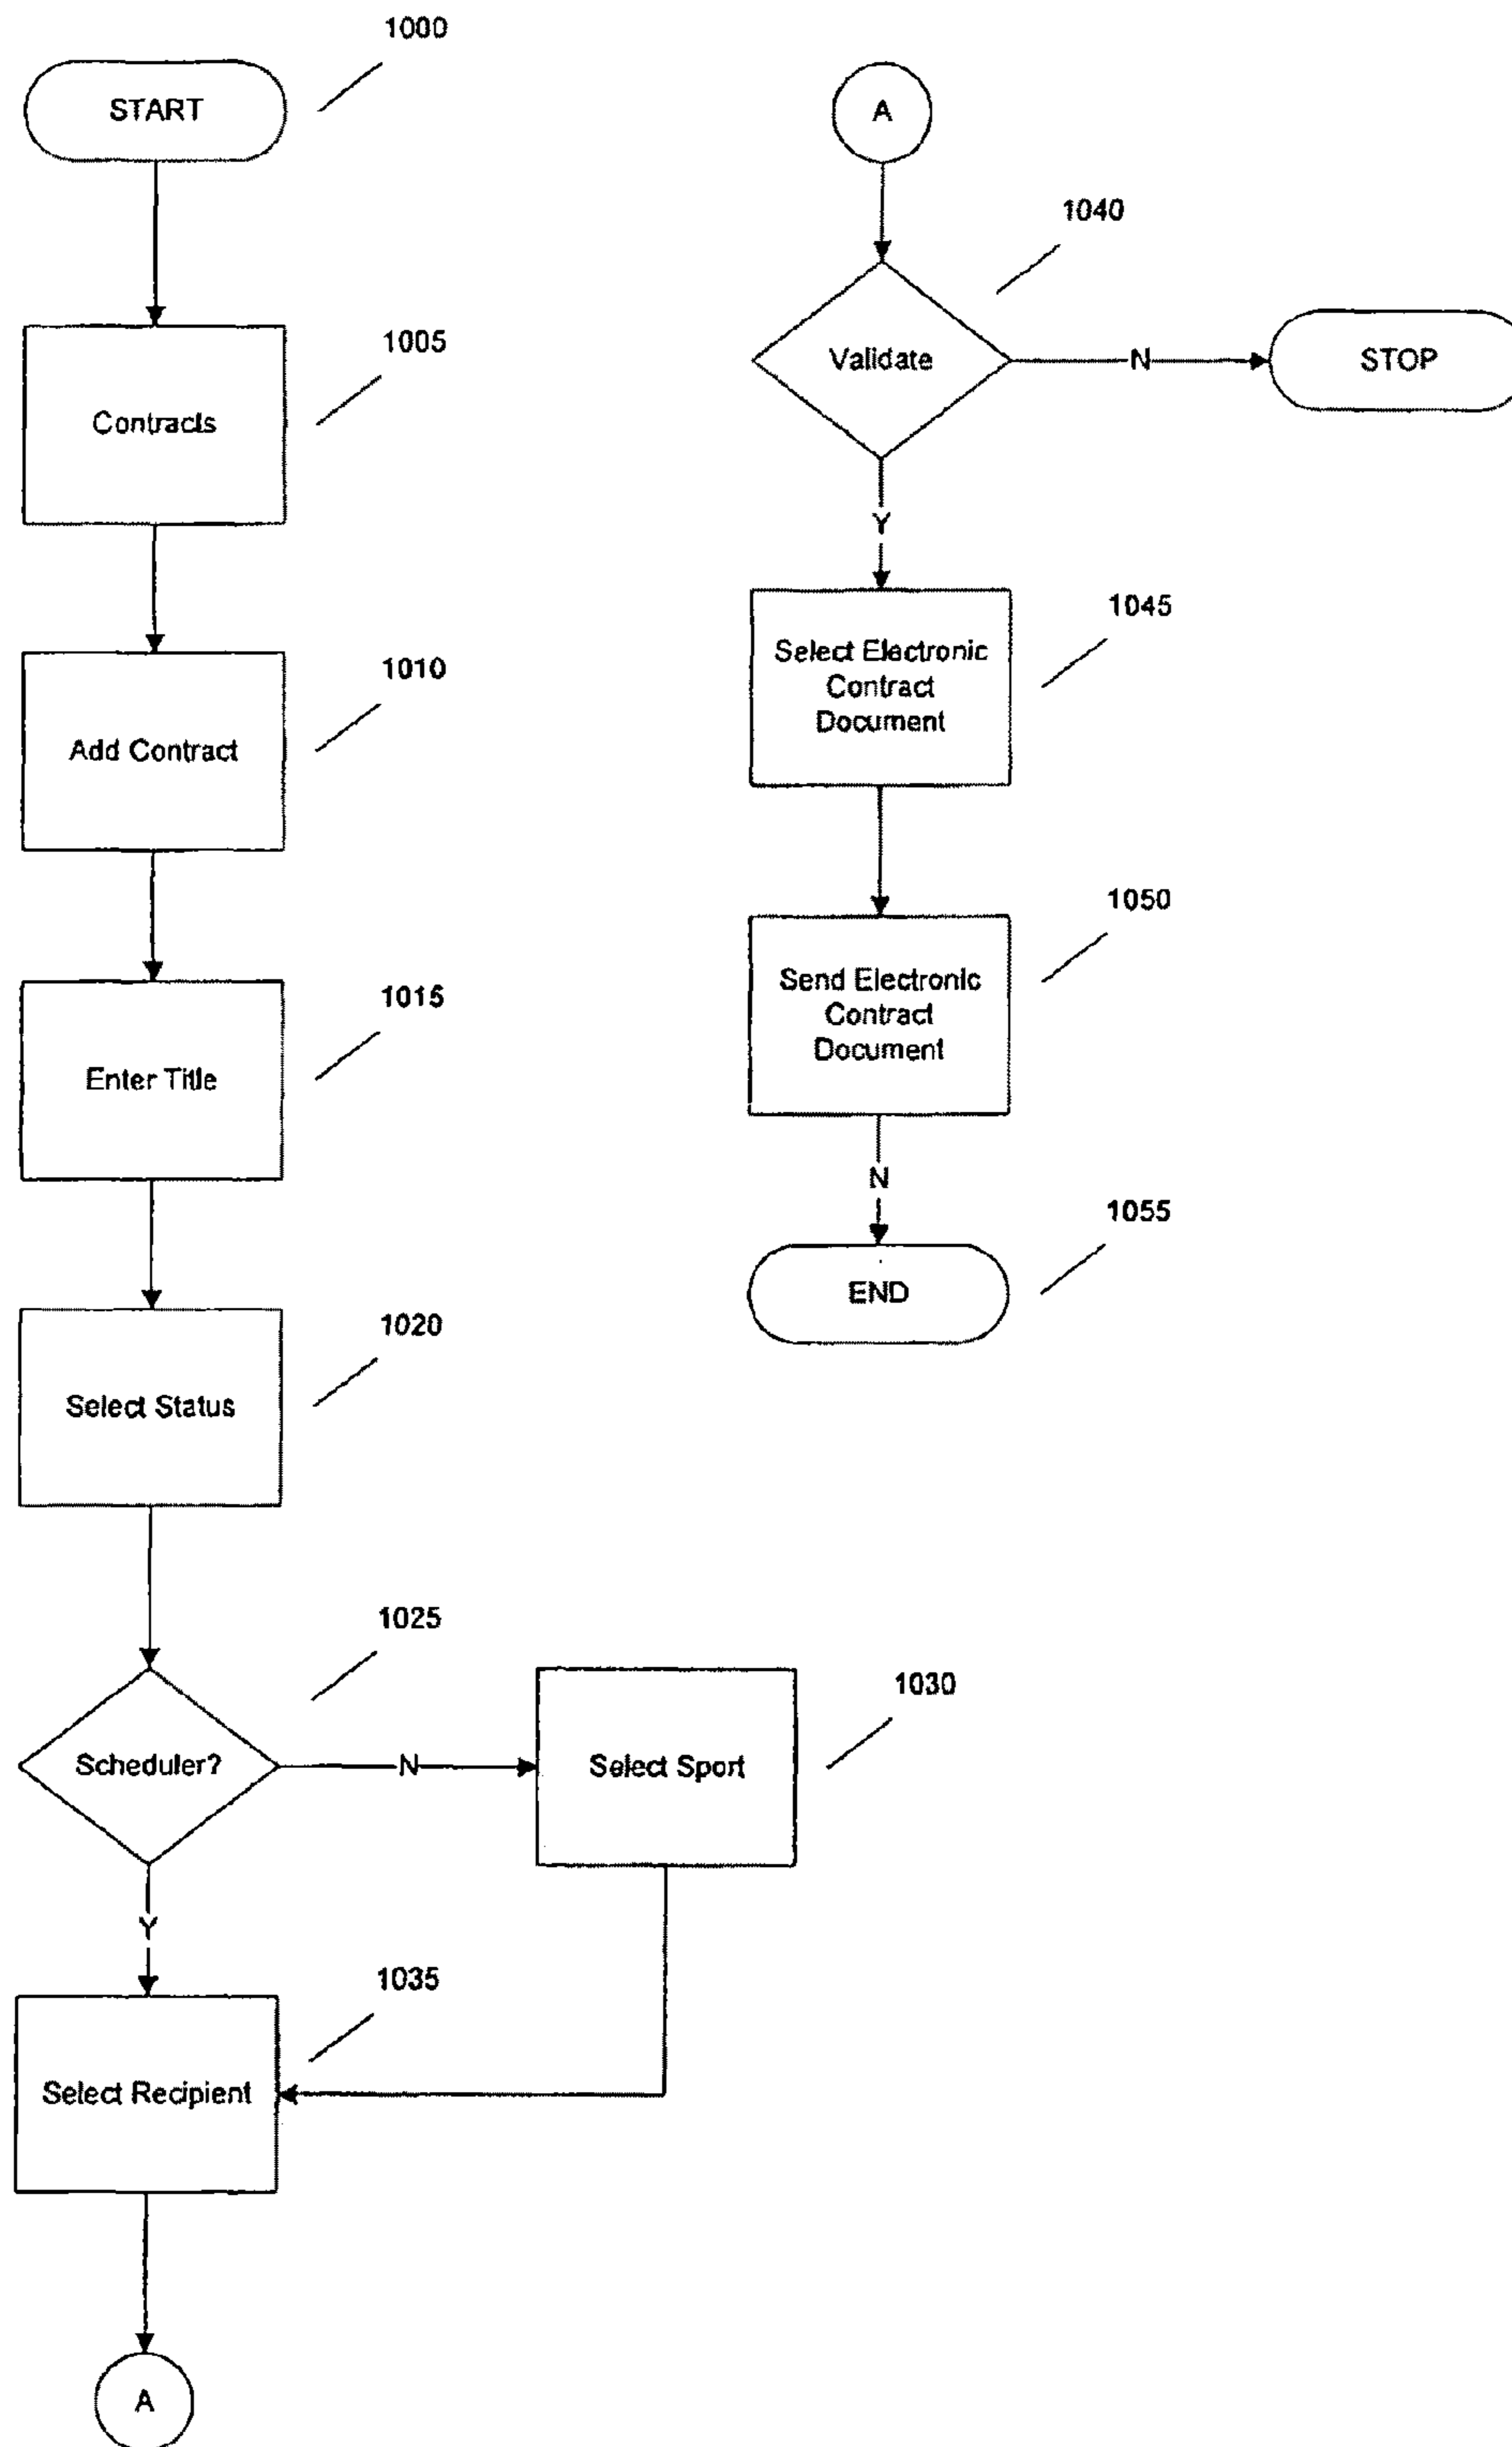 1000
START
1005
Contracts
1010
Add Contract
1015
Enter Title
1020
Select Status
1025
Scheduler?
N
1030
Select Sport
Y
1035
Select Recipient
A
A
1040
Validate
N
STOP
Y
1045
Select Electronic
Contract
Document
1050
Send Electronic
Contract
Document
N
1055
END